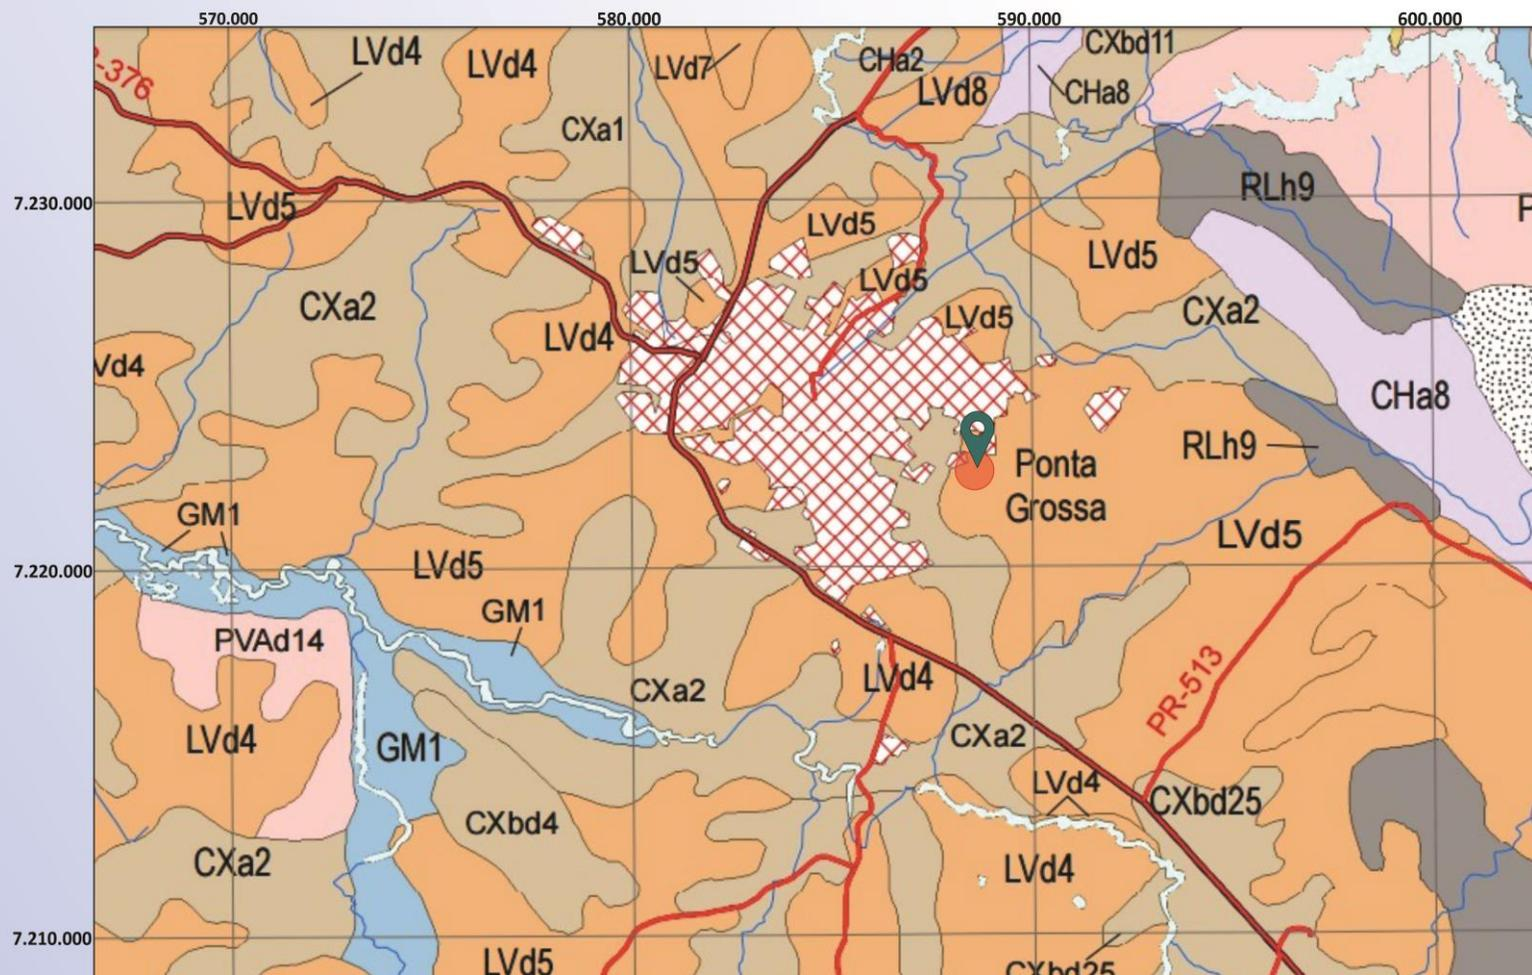 570.000
580.000
590.000
600.000
-376
LVd4
LVd4
LVd7
CHa2
CXbd11
LVd8
CHa8
CXa1
RLh9
P
7.230.000
LVd5
LVd5
LVd5
LVd5
LVd5
CXa2
LVd4
LVd5
CXa2
Vd4
CHa8
RLh9
Ponta
Grossa
GM1
LVd5
LVd5
7.220.000
GM1
PVAd14
CXa2
LVd4
PR-513
LVd4
GM1
CXa2
LVd4
CXbd25
CXbd4
CXa2
LVd4
7.210.000
LVd5
CXbd25